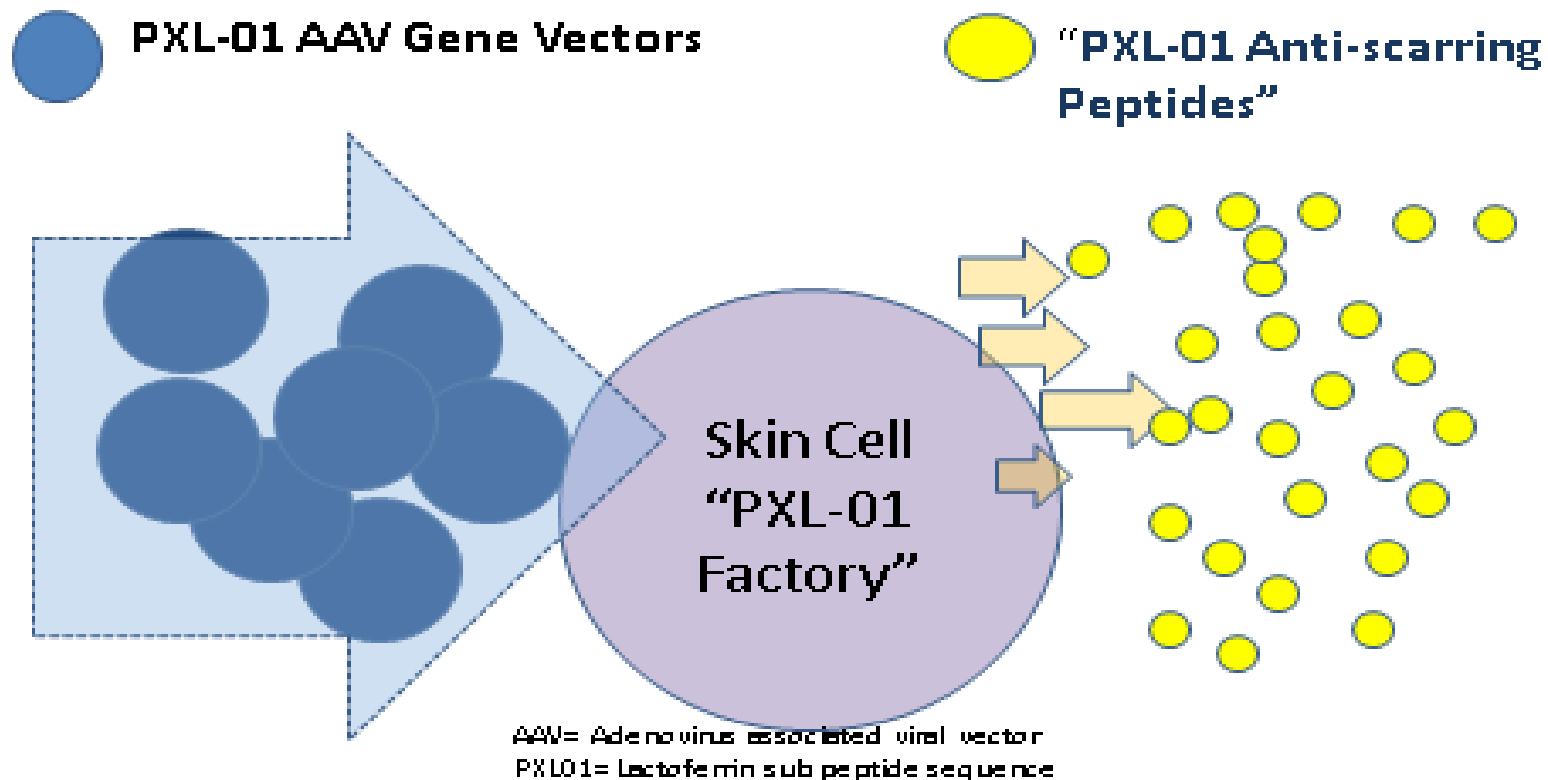 PXL-01 AAV Gene Vectors
“PXL-01 Anti-scarring
Peptides”
Skin Cell
“PXL-01
Factory”
AAV= Adenovirus associated viral vector
PXL01= Lactoferrin sub peptide sequence